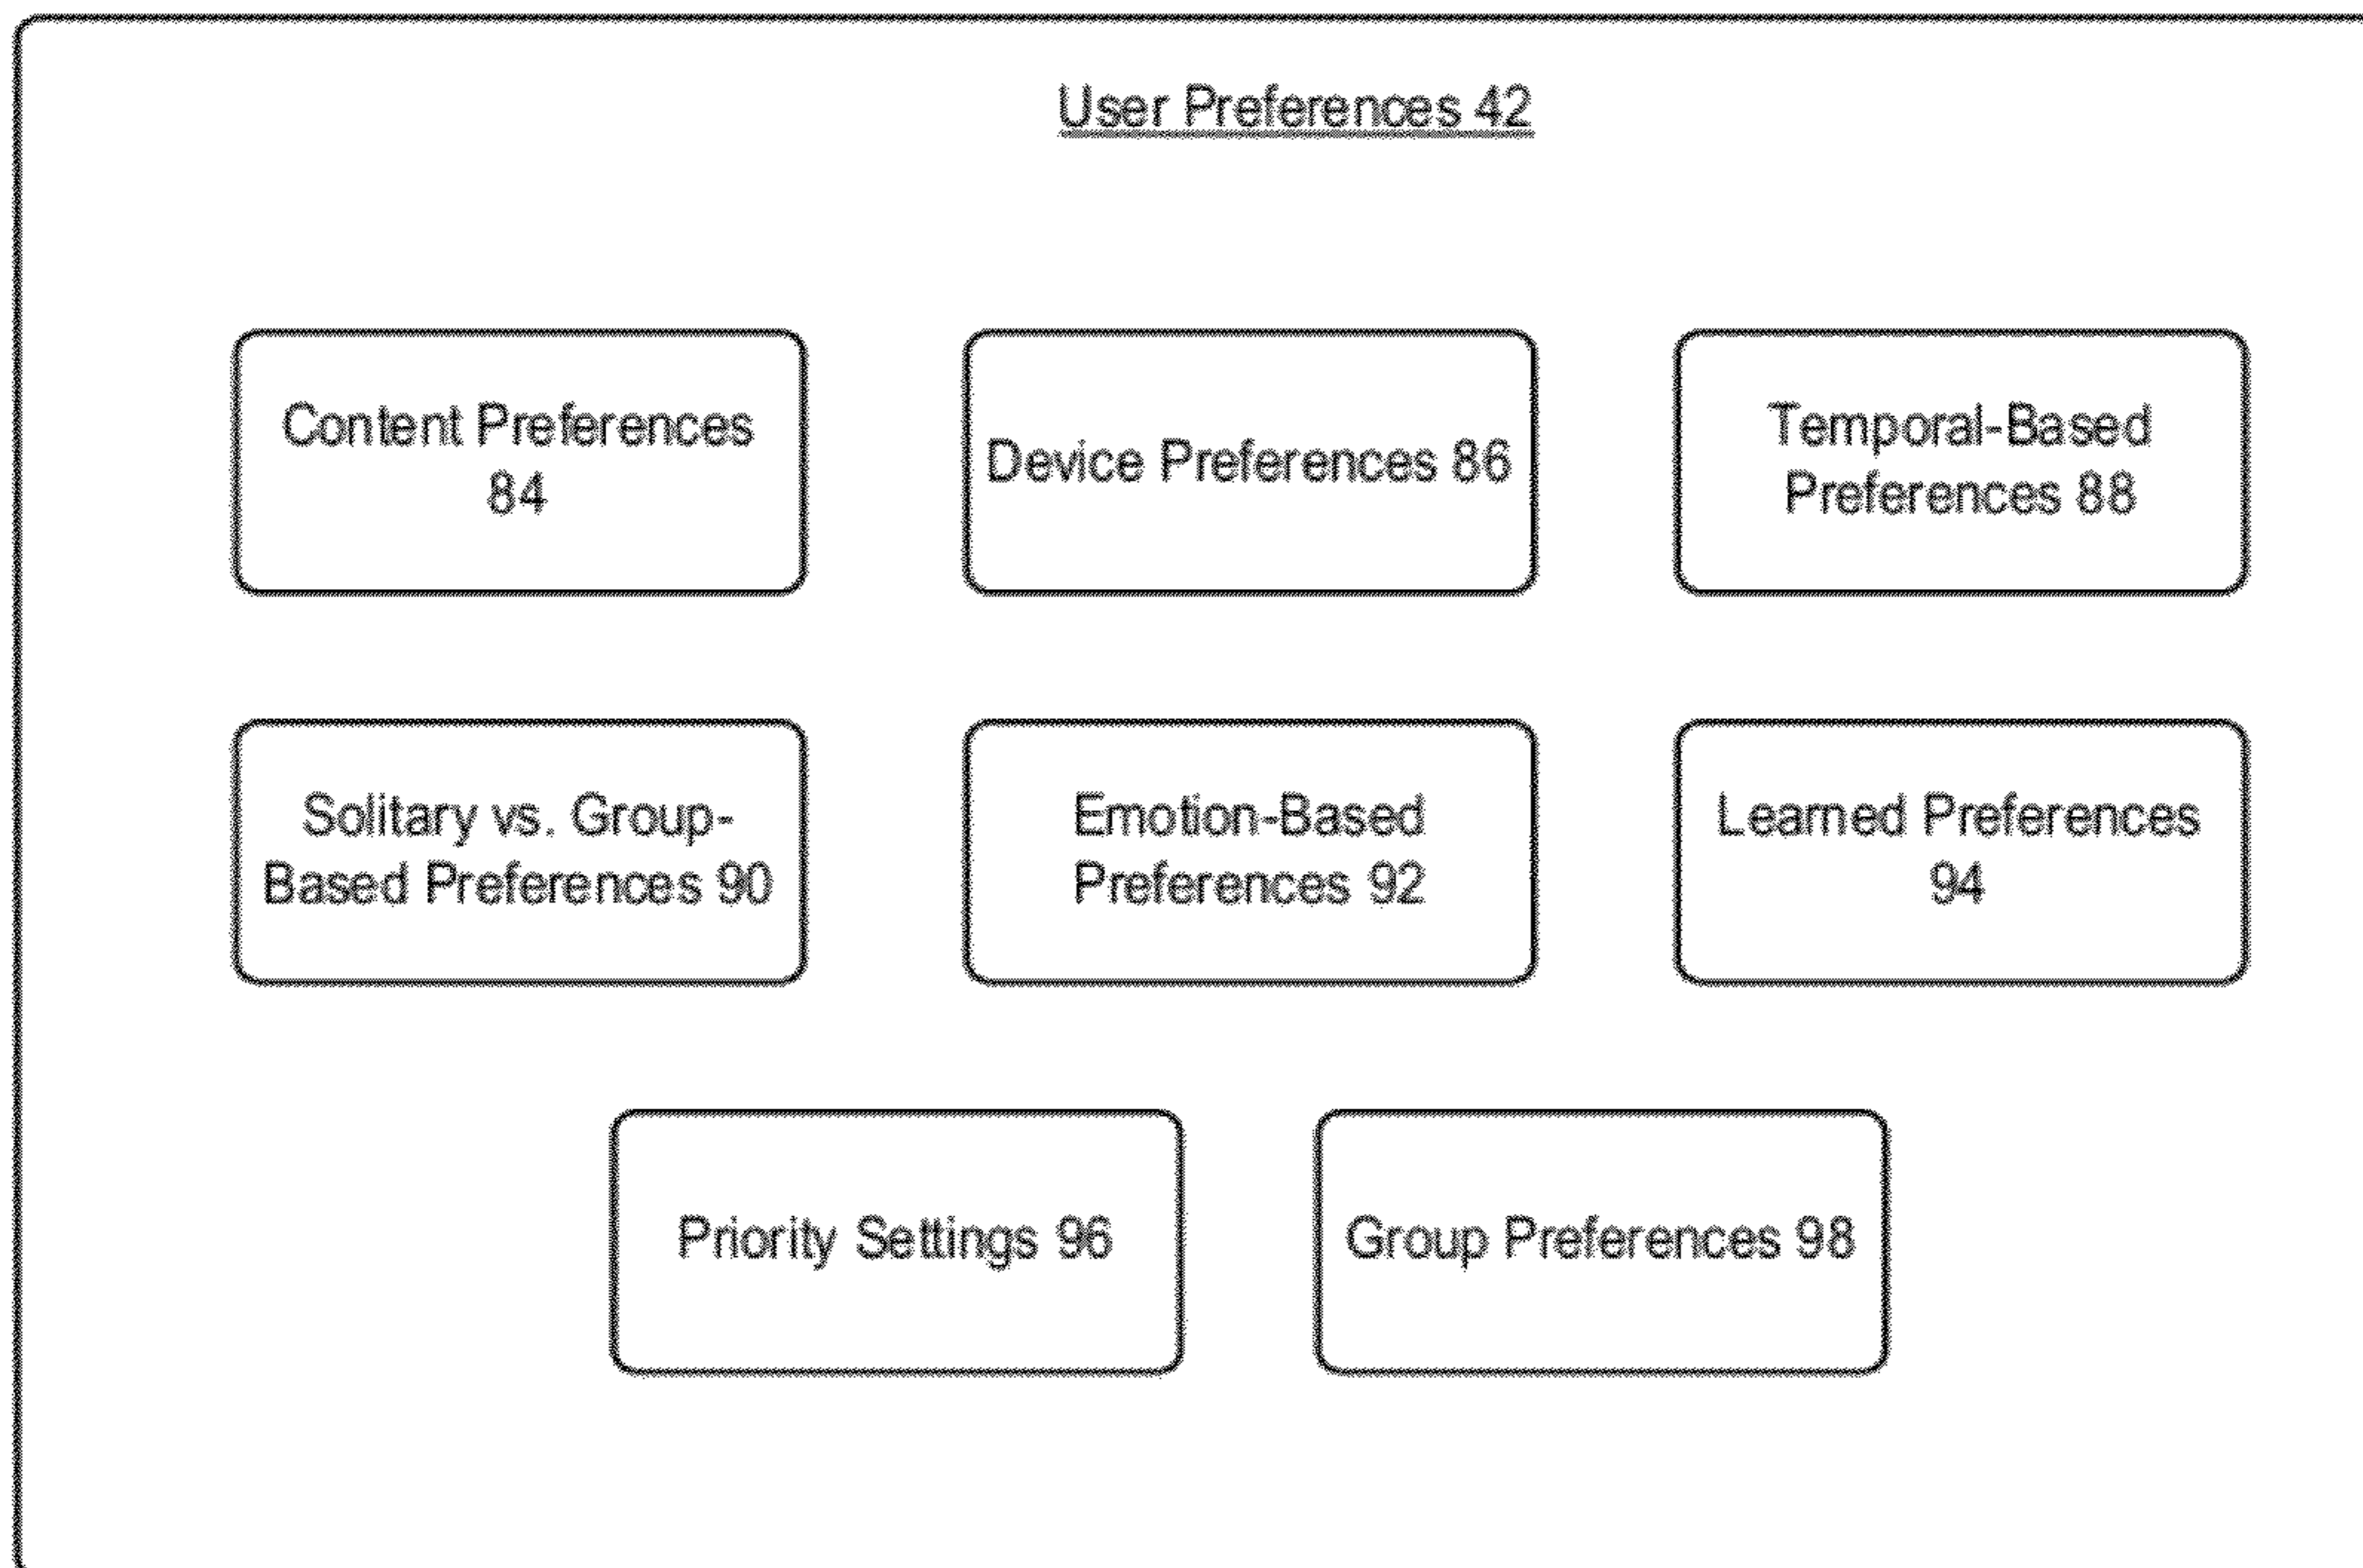 User Preferences 42
Content Preferences
84
Device Preferences 86
Temporal-Based
Preferences 88
Solitary vs. Group-
Based Preferences 90
Emotion-Based
Preferences 92
Learned Preferences
94
Priority Settings 96
Group Preferences 98